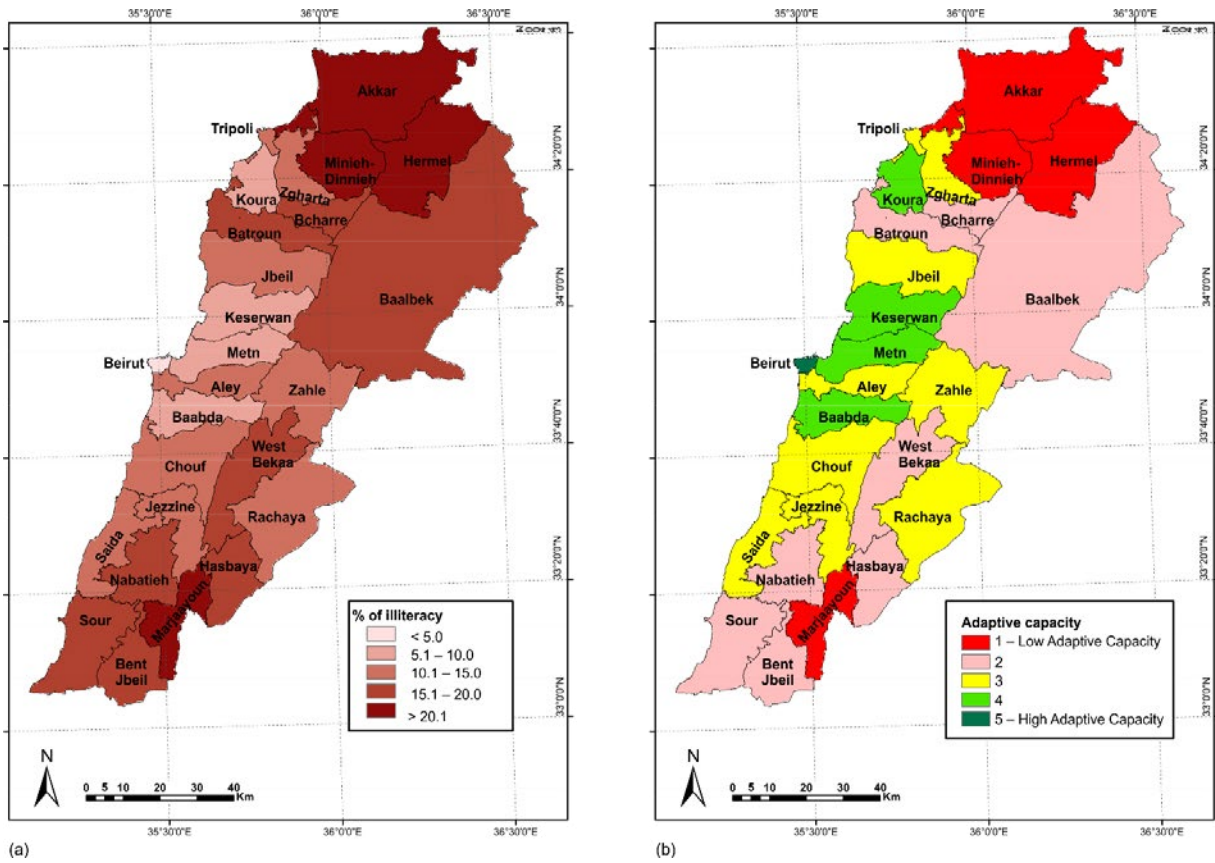 35°30'0"E 36°0'0"E 36°30'0"E
Akkar
Tripoli
Hermel
Minieh-
Dinnieh
Zgharta
Koura
Bcharre
Batroun
Jbeil
Baalbek
Keserwan
Metn
Beirut
Aley
Zahle
Baabda
West
Bekaa
Chouf
Jezzine
Rachaya
Saida
Hasbaya
Nabatieh
Marjaayoun
Sour
Bent
Jbeil
34°20'0"N
34°0'0"N
33°40'0"N
33°20'0"N
33°0'0"N
% of illiteracy
< 5.0
5.1 – 10.0
10.1 – 15.0
15.1 – 20.0
> 20.1
N
0 5 10 20 30 40
Km
35°30'0"E 36°0'0"E 36°30'0"E
(a)
35°30'0"E 36°0'0"E 36°30'0"E
Akkar
Tripoli
Hermel
Minieh-
Dinnieh
Zgharta
Koura
Bcharre
Batroun
Jbeil
Baalbek
Keserwan
Metn
Beirut
Aley
Zahle
Baabda
West
Bekaa
Chouf
Jezzine
Rachaya
Saida
Hasbaya
Nabatieh
Marjaayoun
Sour
Bent
Jbeil
34°20'0"N
34°0'0"N
33°40'0"N
33°20'0"N
33°0'0"N
Adaptive capacity
1 – Low Adaptive Capacity
2
3
4
5 – High Adaptive Capacity
N
0 5 10 20 30 40
Km
35°30'0"E 36°0'0"E 36°30'0"E
(b)